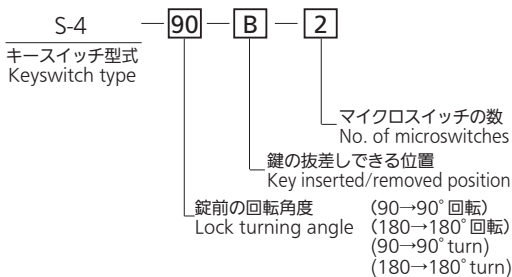 S-4 — 90 — B — 2
キースイッチ型式
Keyswitch type
マイクロスイッチの数
No. of microswitches
鍵の抜差しできる位置
Key inserted/removed position
錠前の回転角度 (90→90°回転)
Lock turning angle (180→180°回転)
(90→90°turn)
(180→180°turn)